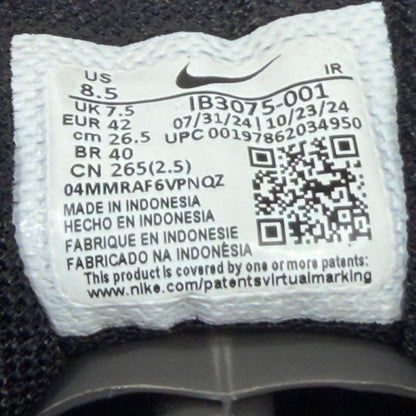 US IR
8.5 IB3075-001
UK 7.5 07/31/24 | 10/23/24
EUR 42 UPC 00197862034950
cm 26.5
BR 40
CN 265(2.5)
04MMRAF6VPNQZ
MADE IN INDONESIA
HECHO EN INDONESIA
FABRIQUE EN INDONESIE
FABRICADO NA INDONÉSIA
This product is covered by one or more patents:
www.nike.com/patentsvirtualmarking